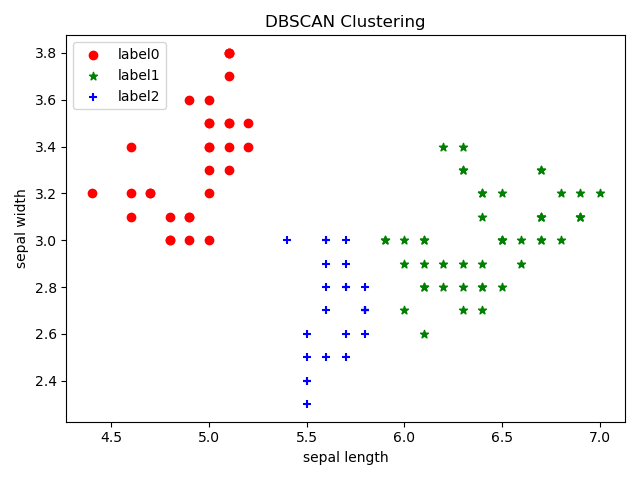 DBSCAN Clustering
label0
label1
label2
sepal width
3.8
3.6
3.4
3.2
3.0
2.8
2.6
2.4
4.5 5.0 5.5 6.0 6.5 7.0
sepal length